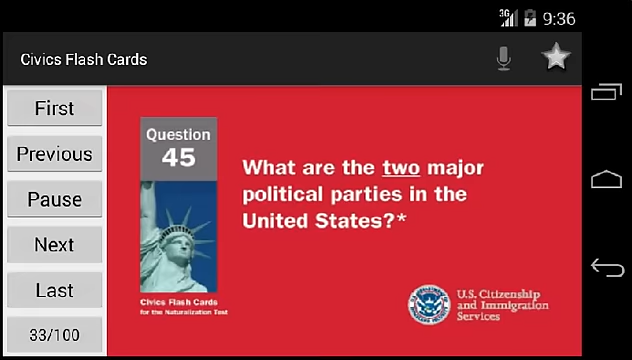 3G 9:36
Civics Flash Cards
First
Previous
Pause
Next
Last
33/100
Question
45
What are the two major
political parties in the
United States?*
Civics Flash Cards
for the Naturalization Test
U.S. Citizenship
and Immigration
Services